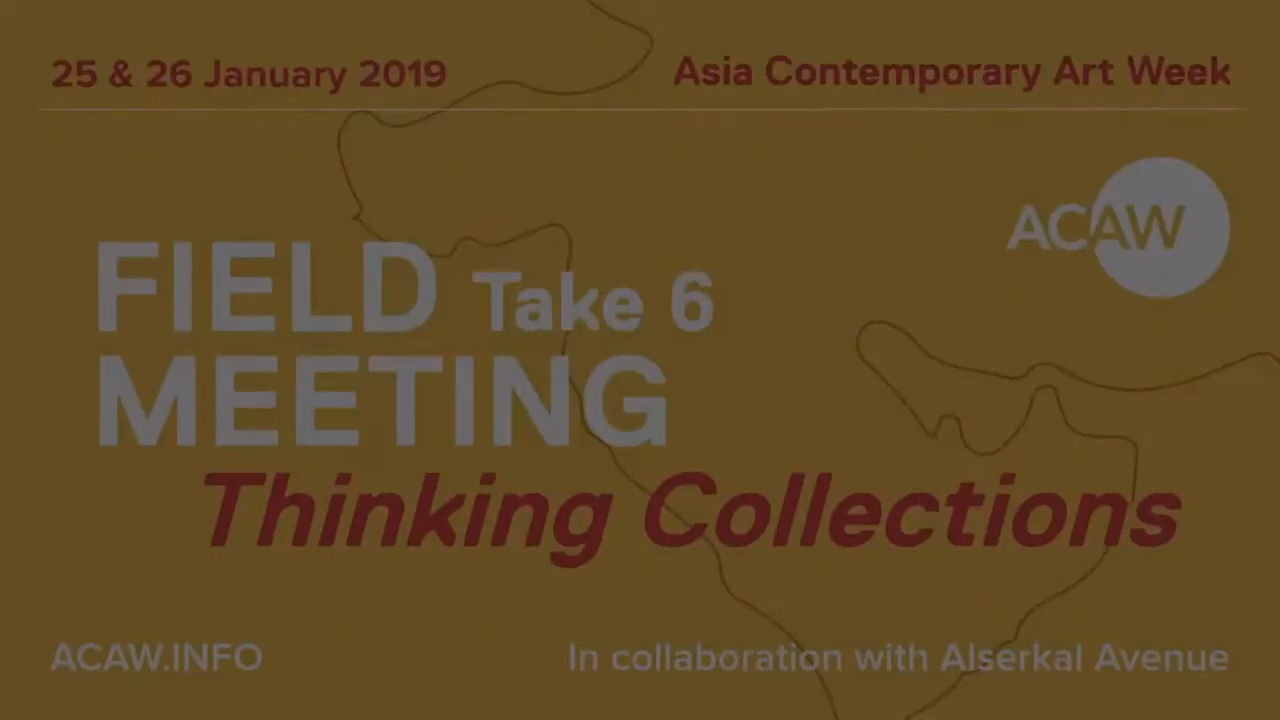 25 & 26 January 2019
Asia Contemporary Art Week
ACAW
FIELD Take 6
MEETING
Thinking Collections
ACAW.INFO
In collaboration with Alserkal Avenue